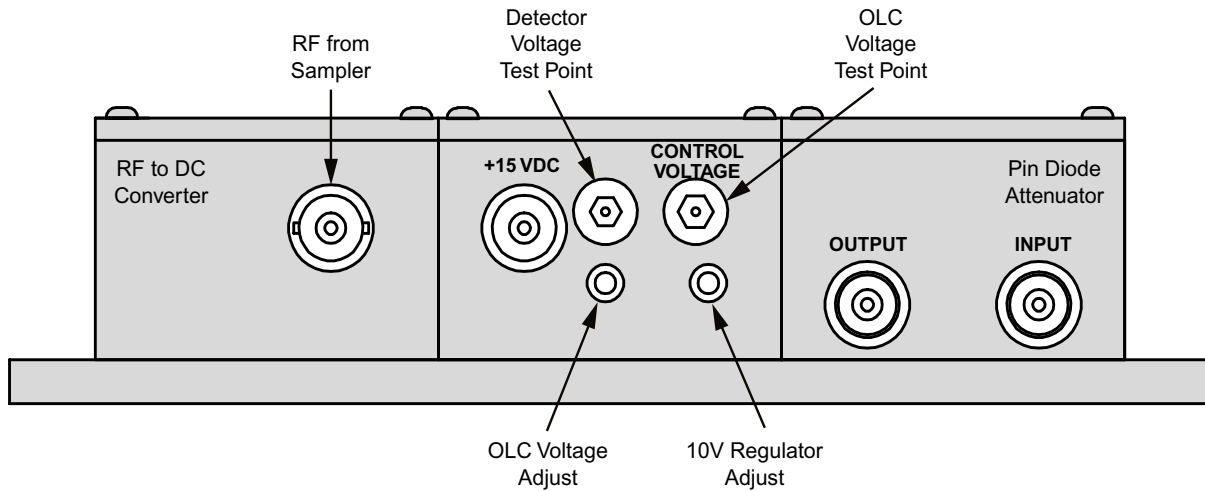 Detector
Voltage
Test Point
OLC
Voltage
Test Point
RF from
Sampler
RF to DC
Converter
+15 VDC
CONTROL
VOLTAGE
Pin Diode
Attenuator
OUTPUT
INPUT
OLC Voltage
Adjust
10V Regulator
Adjust